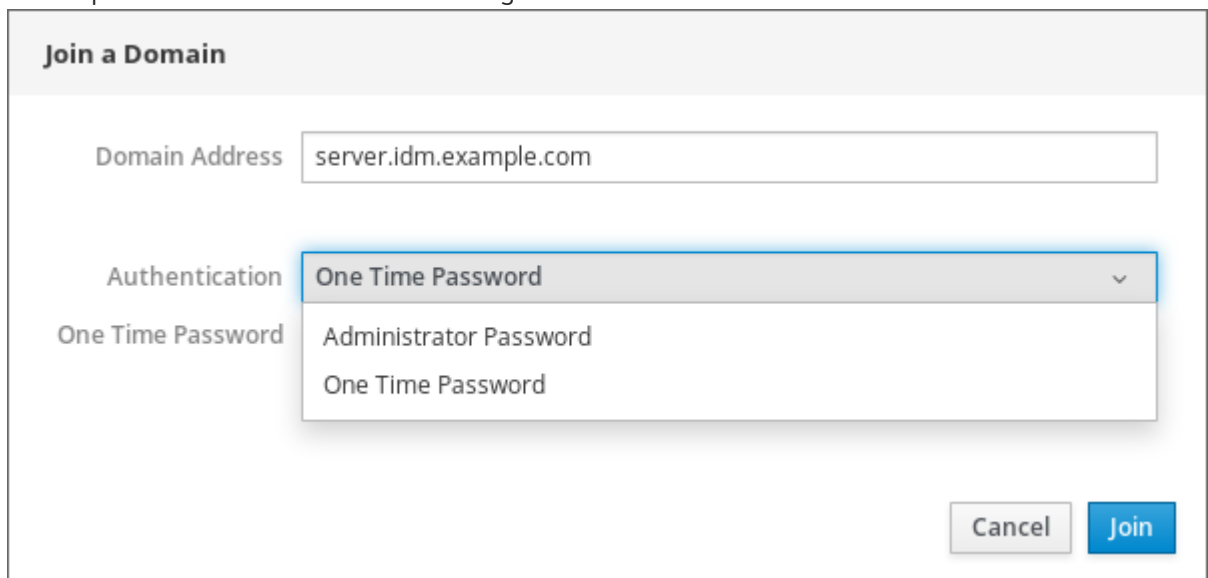 Join a Domain
Domain Address server.idm.example.com
Authentication One Time Password
One Time Password Administrator Password
One Time Password
Cancel Join